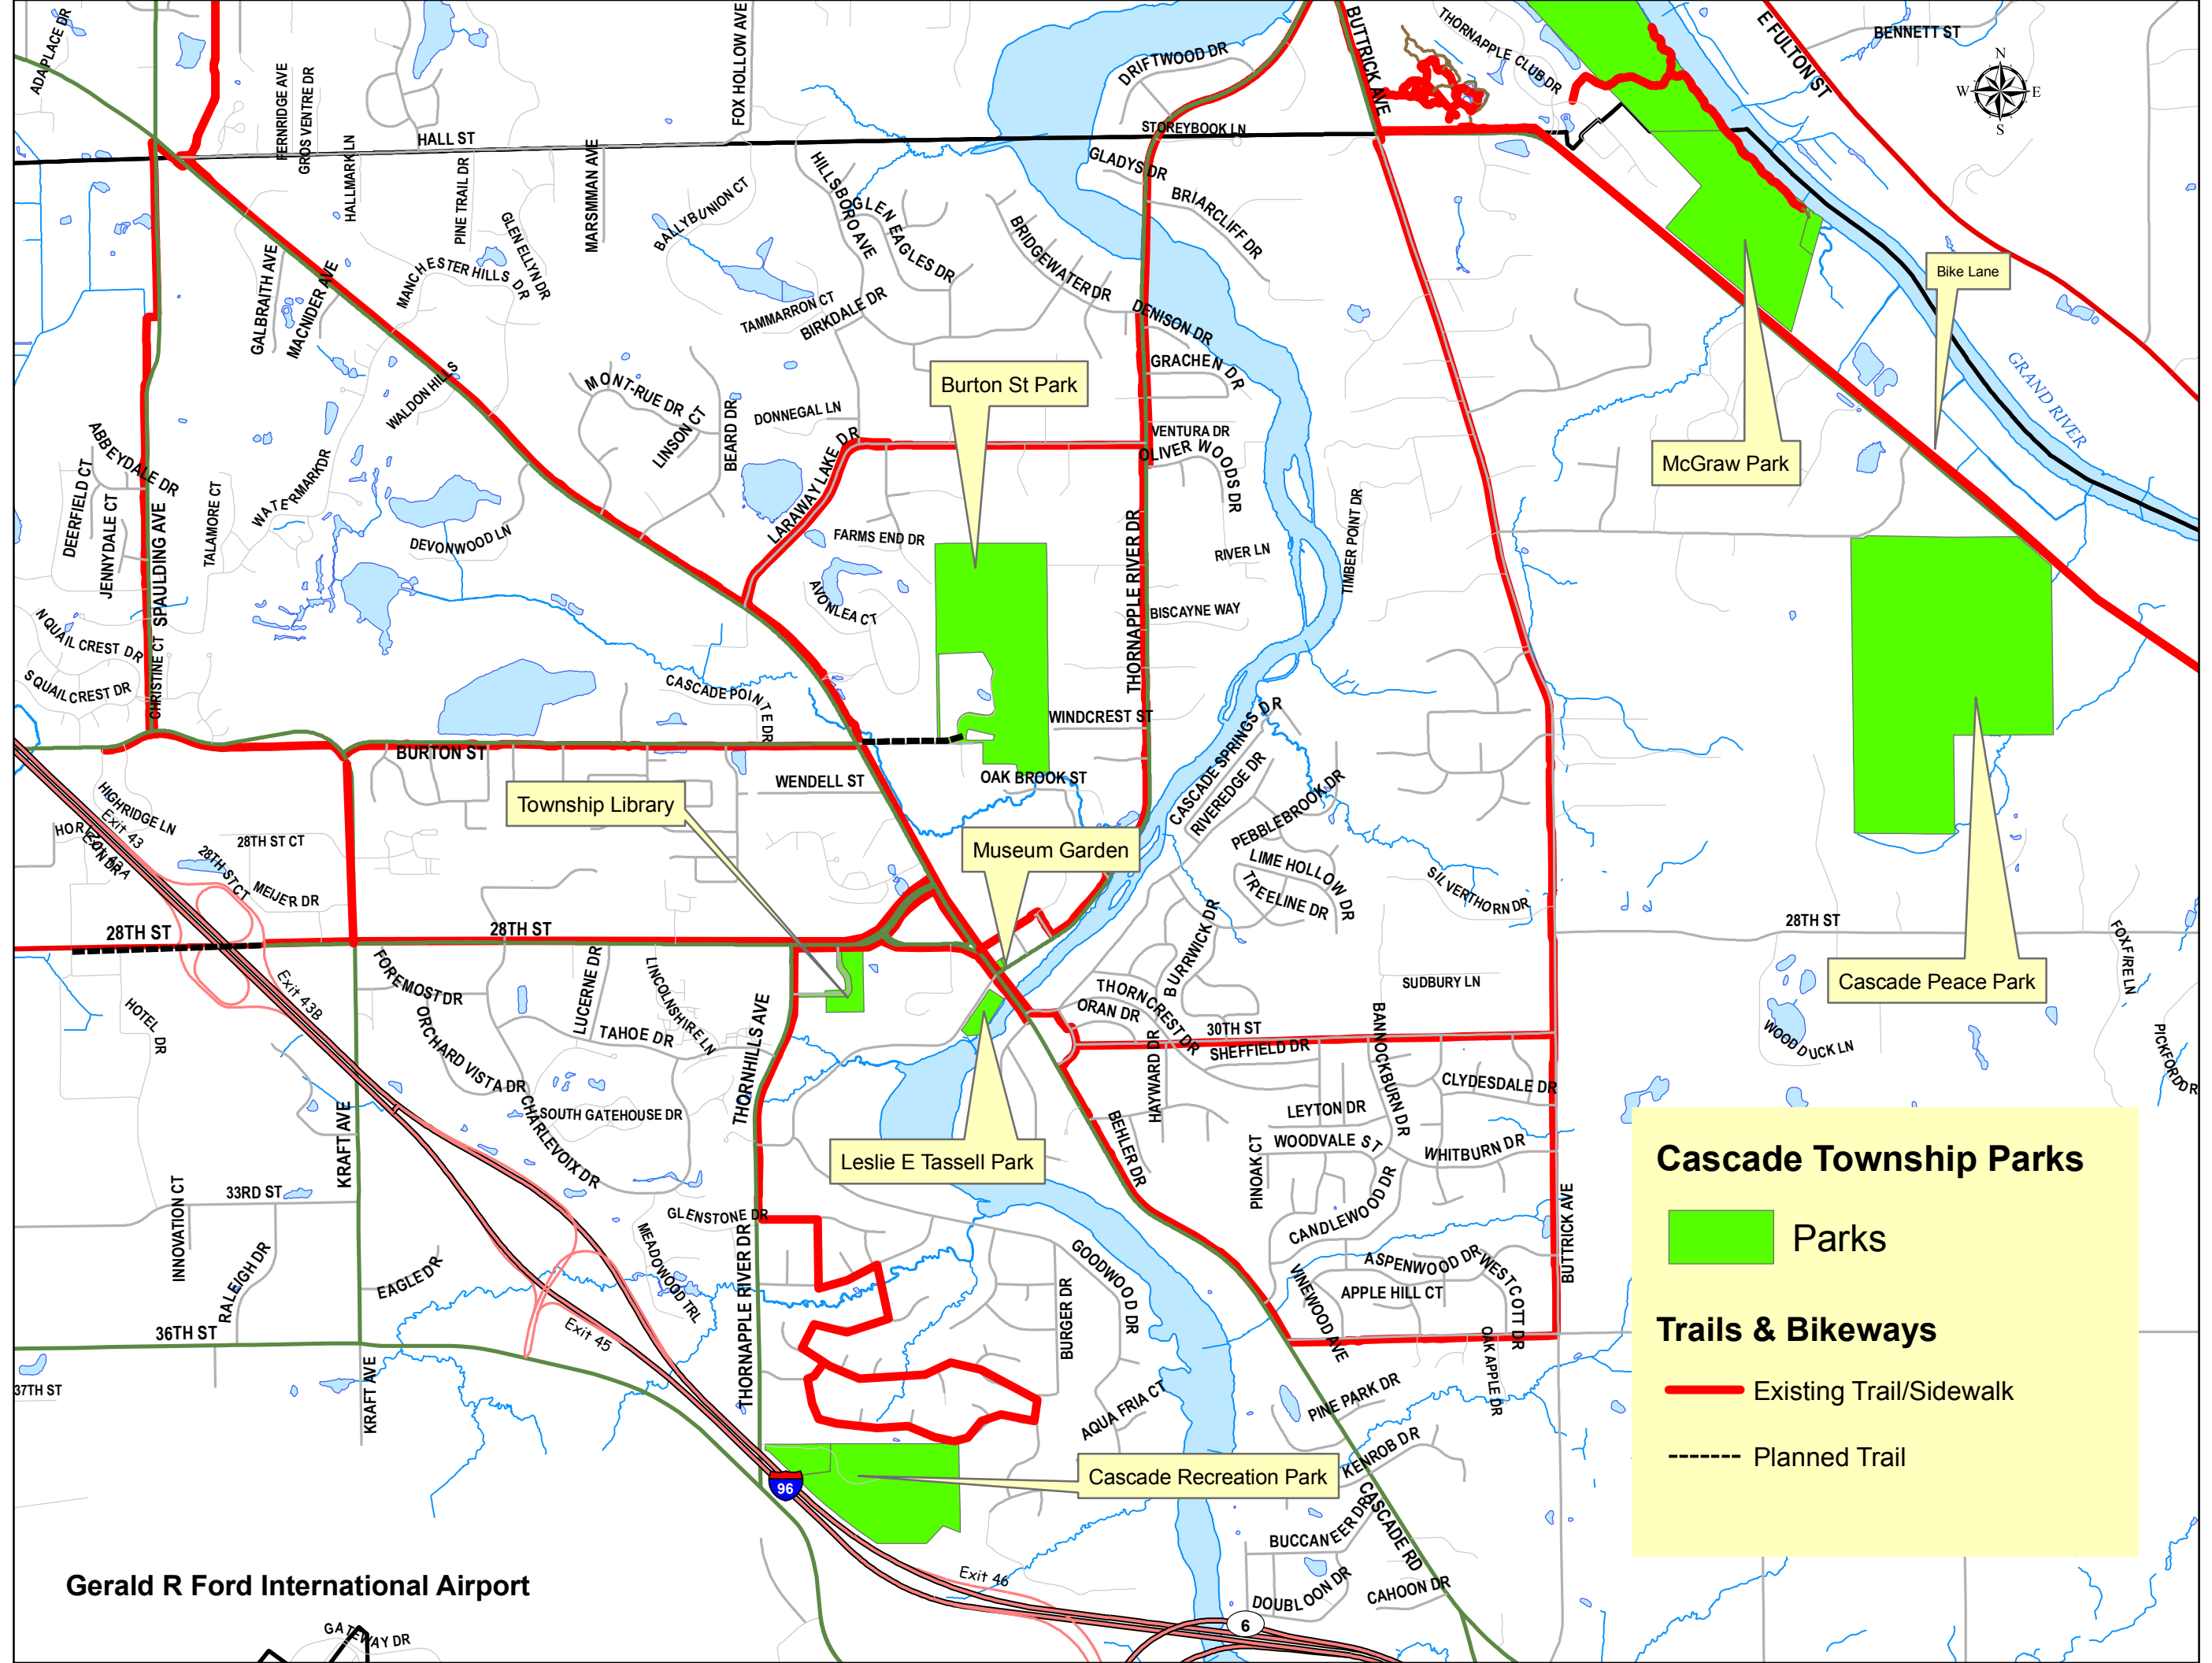 ADAPLACE DR
FERNRIDGE AVE
GROS VENTRE DR
HALLMARK LN
HALL ST
PINE TRAIL DR
GLEN ELLYN DR
MARSMMAN AVE
FOX HOLLOW AVE
BALLYBUNION CT
HILLSBORO AVE
GLEN EAGLES DR
DRIFTWOOD DR
STOREYBOOK LN
GLADYS DR
BRIARCLIFF DR
BRIDGEWATER DR
DENISON DR
GRACHEN DR
BUTTRICK AVE
THORNAPPLE CLUB DR
E FULTON ST
BENNETT ST
N
W
E
S
Bike Lane
GRAND RIVER
McGraw Park
GALBRAITH AVE
MACNIDER AVE
MANCHESTER HILLS DR
TAMMARRON CT
BIRKDALE DR
WALDON HILLS
MONT-RUE DR
LINSON CT
BEARD DR
DONNEGAL LN
LARAWAY LAKE DR
Burton St Park
VENTURA DR
OLIVER WOODS DR
ABBEYDALE DR
DEERFIELD CT
JENNYDALE CT
SPAULDING AVE
CHRISTINE CT
TALAMORE CT
WATERMARK DR
DEVONWOOD LN
FARMS END DR
AVONLEA CT
THORNAPPLE RIVER DR
RIVER LN
TIMBER POINT DR
BISCAYNE WAY
N QUAIL CREST DR
S QUAIL CREST DR
CASCADE POINTE DR
WINDCREST ST
CASCADE SPRINGS DR
BURTON ST
WENDELL ST
OAK BROOK ST
RIVEREDGE DR
PEBBLEBROOK DR
Township Library
Museum Garden
LIME HOLLOW DR
TREELINE DR
SILVERTHORN DR
HIGHRIDGE LN
Exit 43
28TH ST CT
28TH ST CT
MEIJER DR
28TH ST
28TH ST
28TH ST
FOXFIRE LN
Cascade Peace Park
BURRWICK DR
SUDBURY LN
FOREMOST DR
LUCERNE DR
LINCOLNSHIRE LN
THORNCREST DR
ORAN DR
30TH ST
SHEFFIELD DR
Exit 43B
HOTEL DR
ORCHARD VISTA DR
TAHOE DR
THORNHILLS AVE
HAYWARD DR
BANNOCKBURN DR
CLYDESDALE DR
WOOD DUCK LN
PICKFORD DR
KRAFT AVE
CHARLEVOIX DR
SOUTH GATEHOUSE DR
BEHLER DR
LEYTON DR
WOODVALE ST
PINOAK CT
WHITBURN DR
Leslie E Tassell Park
CANDLEWOOD DR
BUTTRICK AVE
INNOVATION CT
33RD ST
RALEIGH DR
EAGLE DR
GLENSTONE DR
MEADOWOOD TRL
THORNAPPLE RIVER DR
GOODWOOD DR
BURGER DR
VINEWOOD AVE
ASPENWOOD DR
APPLE HILL CT
WESTCOTT DR
OAK APPLE DR
36TH ST
37TH ST
KRAFT AVE
Exit 45
AQUA FRIA CT
PINE PARK DR
KENROB DR
Cascade Recreation Park
96
CASCADE RD
BUCCANEER DR
DOUBLOON DR
CAHOON DR
Exit 46
6
Gerald R Ford International Airport
GATEWAY DR
Cascade Township Parks
Parks
Trails & Bikeways
Existing Trail/Sidewalk
Planned Trail